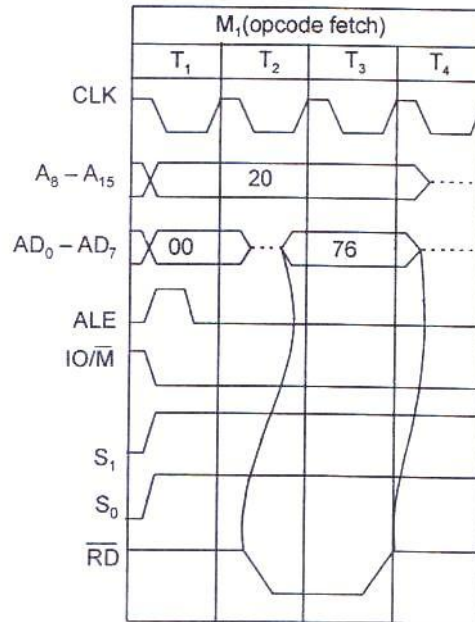 M₁(opcode fetch)
T₁ T₂ T₃ T₄
CLK
A₈ – A₁₅ 20
AD₀ – AD₇ 00 76
ALE
IO/M̅
S₁
S₀
R̅D̅